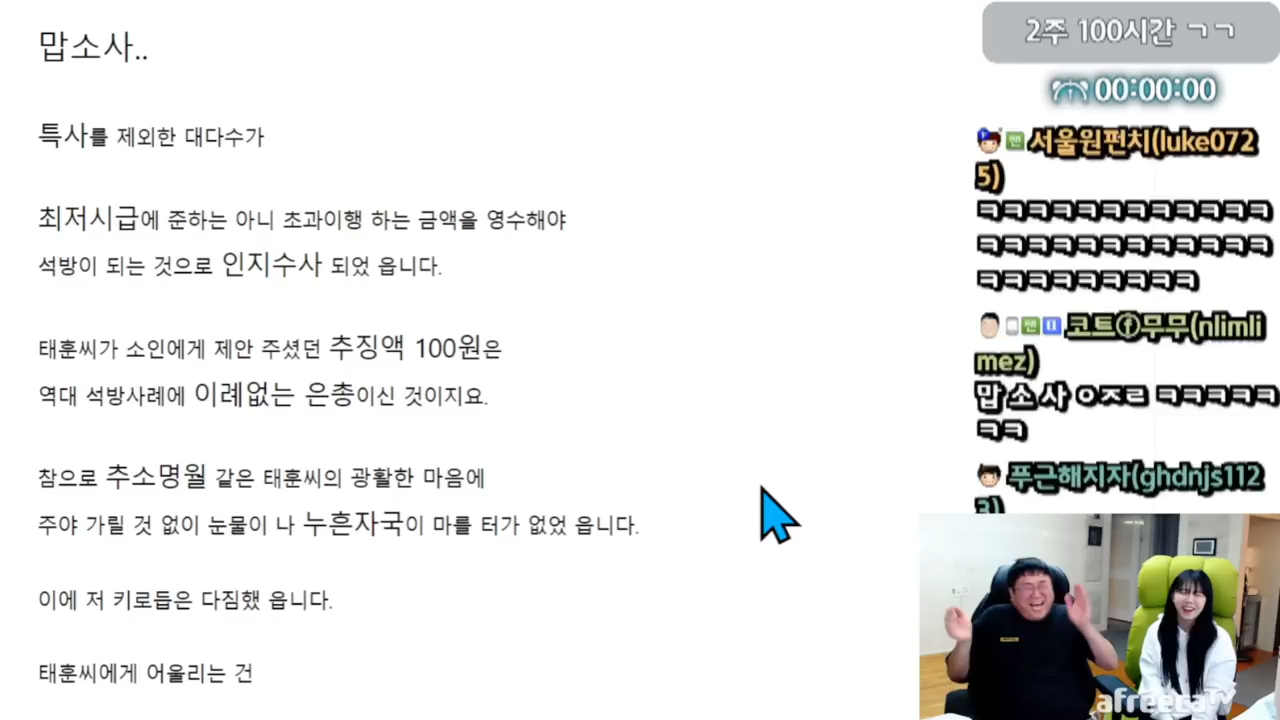 맙소사..
특사를 제외한 대다수가
최저시급에 준하는 아니 초과이행 하는 금액을 영수해야
석방이 되는 것으로 인지수사 되었 읍니다.
태훈씨가 소인에게 제안 주셨던 추징액 100원은
역대 석방사례에 이례없는 은총이신 것이지요.
참으로 추소명월 같은 태훈씨의 광활한 마음에
주야 가릴 것 없이 눈물이 나 누흔자국이 마를 터가 없었 읍니다.
이에 저 키로듭은 다짐했 읍니다.
태훈씨에게 어울리는 건
2주 100시간 ㄱㄱ
00:00:00
서울원펀치(luke072
5)
ㅋㅋㅋㅋㅋㅋㅋㅋㅋㅋㅋㅋㅋ
ㅋㅋㅋㅋㅋㅋㅋㅋㅋㅋㅋㅋㅋ
ㅋㅋㅋㅋㅋㅋㅋㅋㅋㅋ
코트ⓕ무무(nlimli
mez)
맙소사 ㅇㅈㄹ ㅋㅋㅋㅋㅋ
ㅋㅋ
푸근해지자(ghdnjs112
3)
afreecaTV